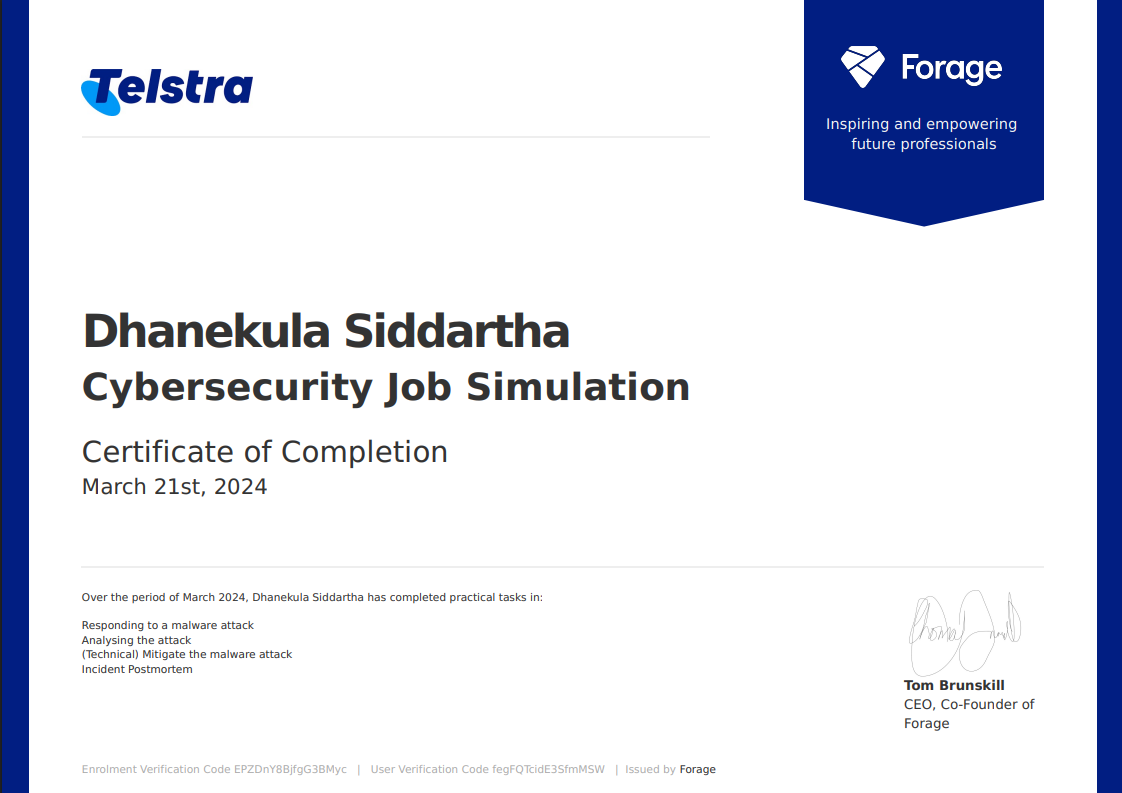 Telstra
Forage
Inspiring and empowering
future professionals
Dhanekula Siddartha
Cybersecurity Job Simulation
Certificate of Completion
March 21st, 2024
Over the period of March 2024, Dhanekula Siddartha has completed practical tasks in:
Responding to a malware attack
Analysing the attack
(Technical) Mitigate the malware attack
Incident Postmortem
Tom Brunskill
CEO, Co-Founder of
Forage
Enrolment Verification Code EPZDnY8BjfgG3BMyc | User Verification Code fegFQTcidE3SfmMSW | Issued by Forage